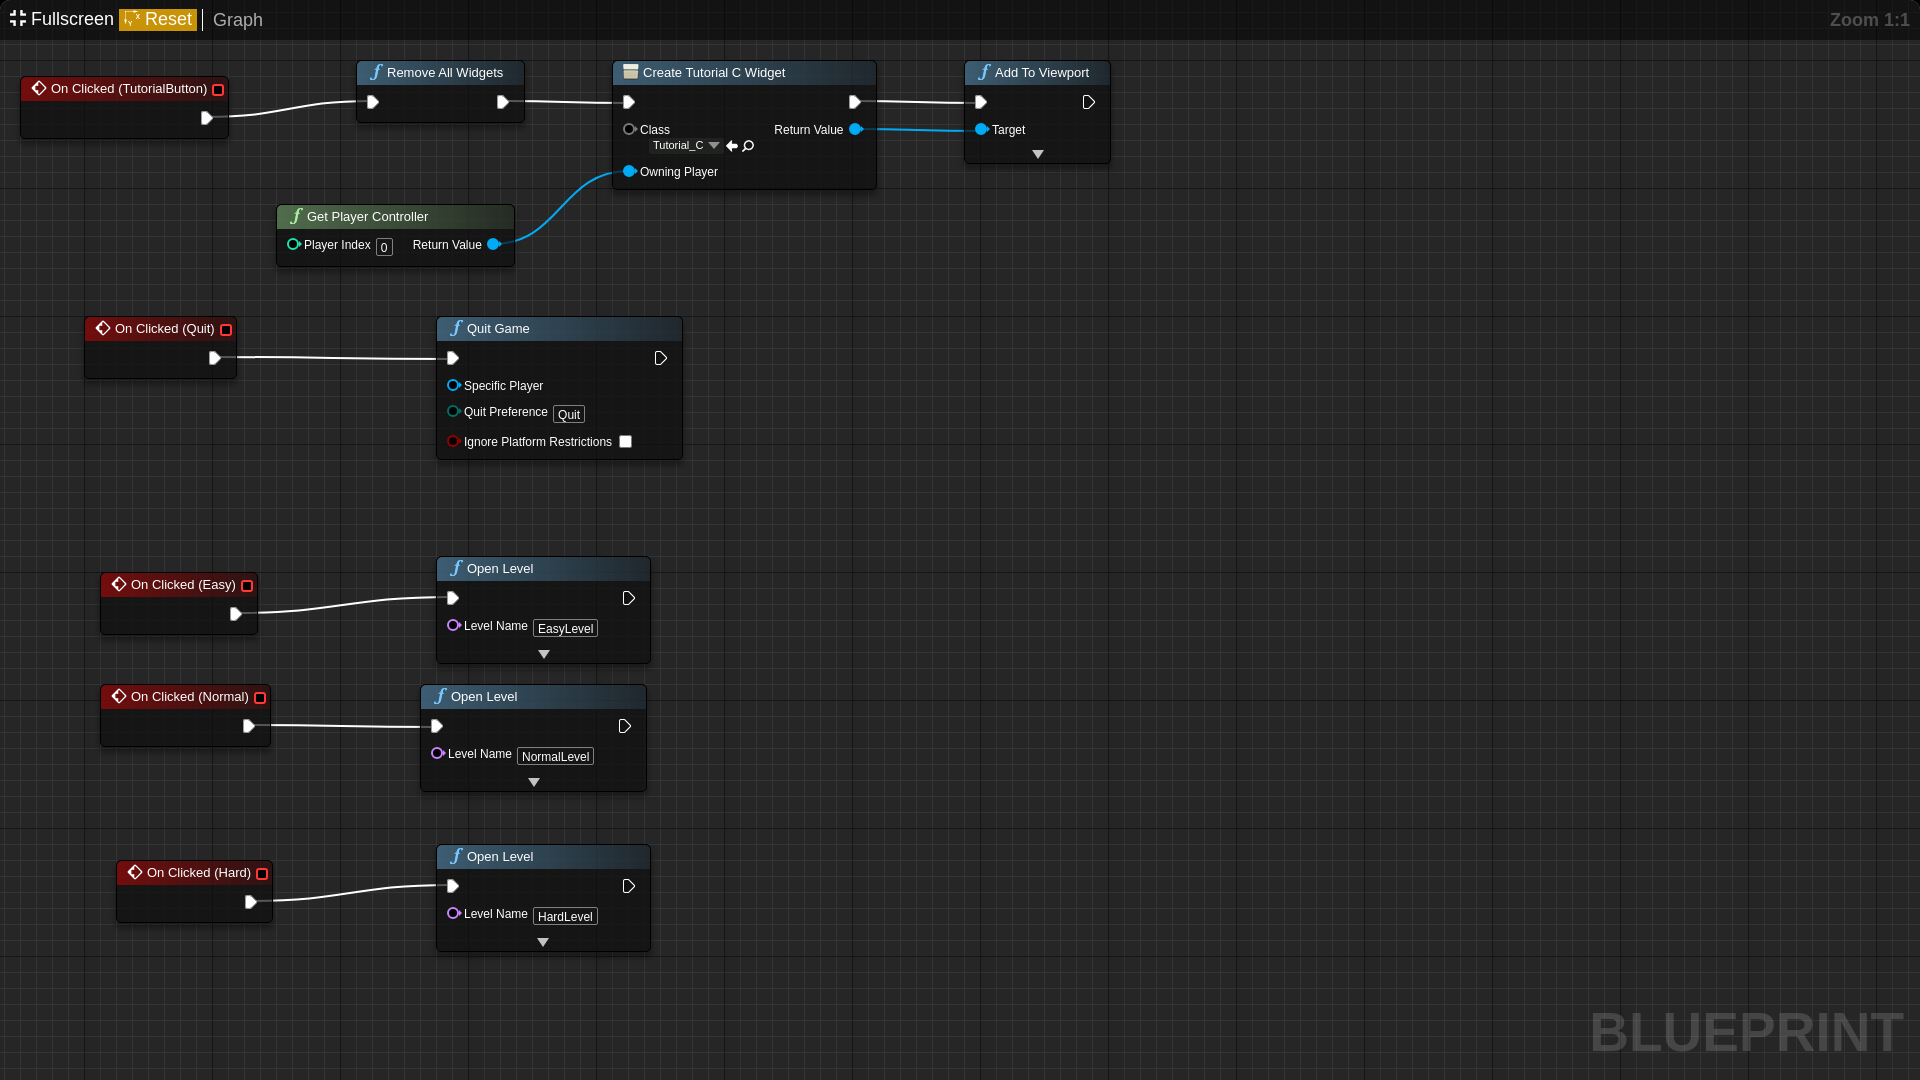 Fullscreen Reset Graph Zoom 1:1
On Clicked (TutorialButton)
Remove All Widgets
Create Tutorial C Widget
Class
Return Value
Tutorial_C
Owning Player
Add To Viewport
Target
Get Player Controller
Player Index 0 Return Value
On Clicked (Quit)
Quit Game
Specific Player
Quit Preference Quit
Ignore Platform Restrictions
On Clicked (Easy)
Open Level
Level Name EasyLevel
On Clicked (Normal)
Open Level
Level Name NormalLevel
On Clicked (Hard)
Open Level
Level Name HardLevel
BLUEPRINT